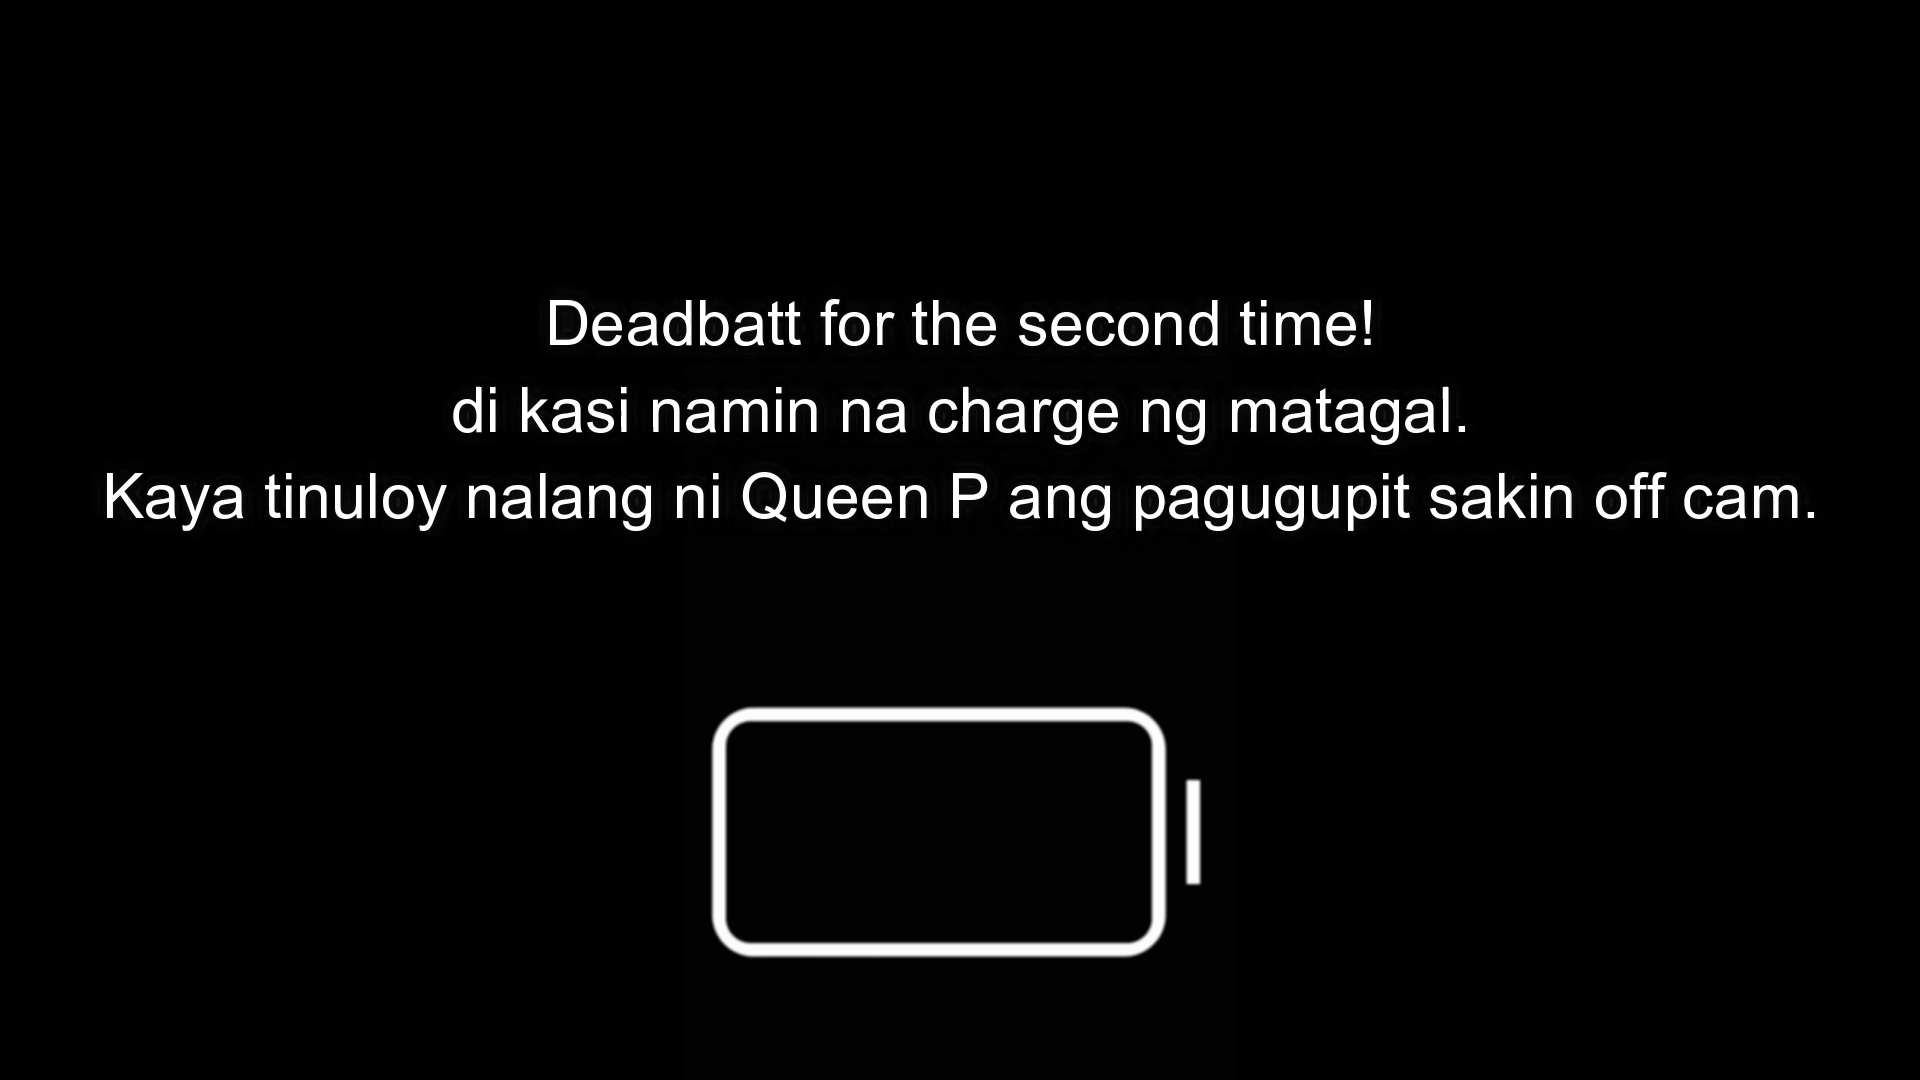 Deadbatt for the second time!
di kasi namin na charge ng matagal.
Kaya tinuloy nalang ni Queen P ang pagugupit sakin off cam.